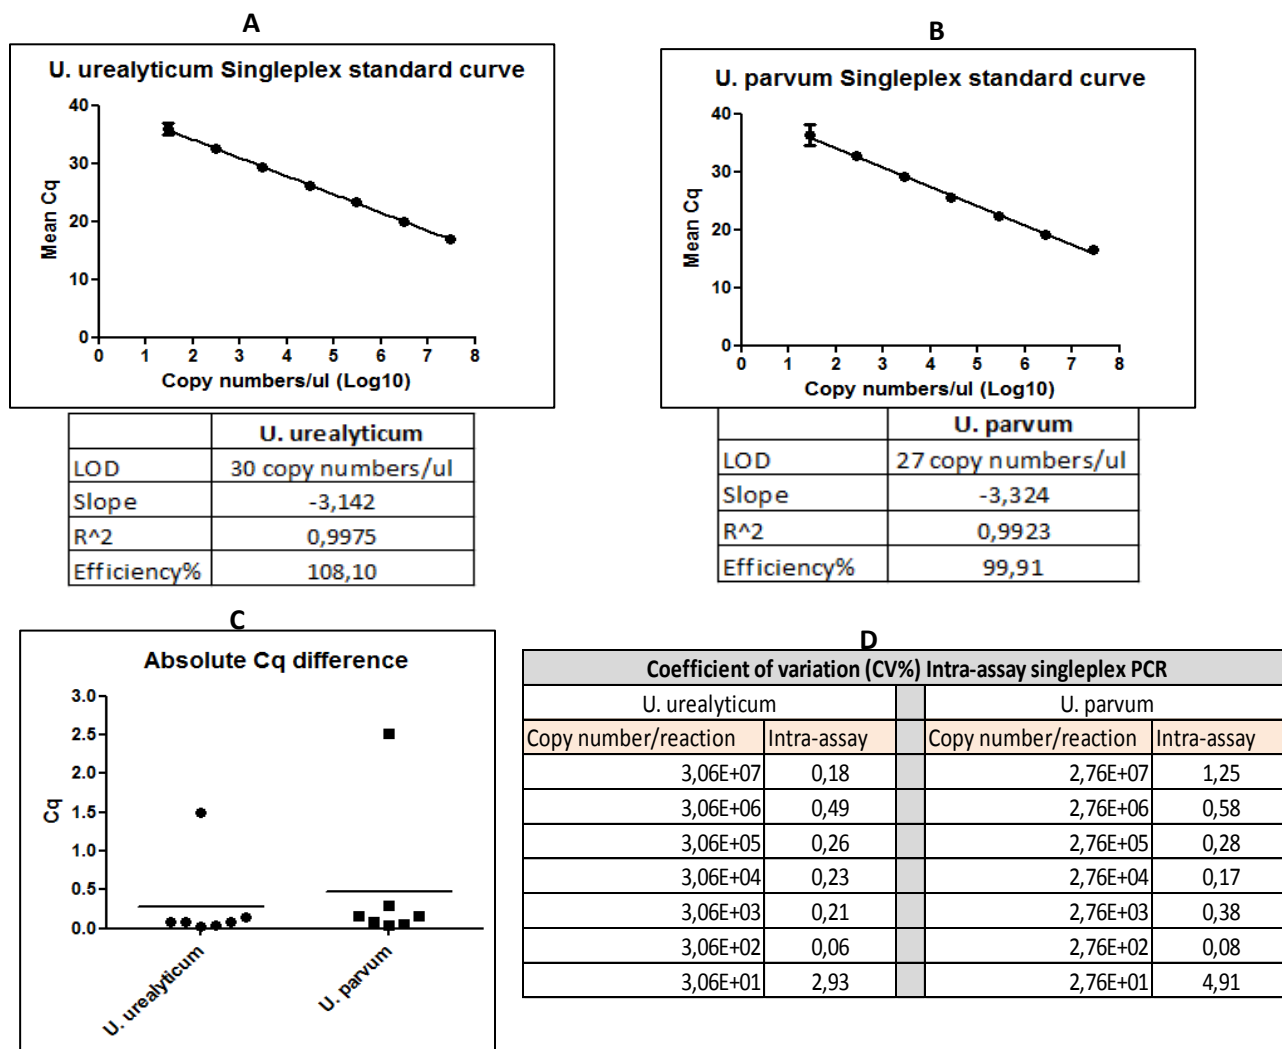 A
U. urealyticum Singleplex standard curve
40
30
20
10
0
Mean Cq
0 1 2 3 4 5 6 7 8
Copy numbers/ul (Log10)
U. urealyticum
LOD 30 copy numbers/ul
Slope -3,142
R^2 0,9975
Efficiency% 108,10
B
U. parvum Singleplex standard curve
40
30
20
10
0
Mean Cq
0 1 2 3 4 5 6 7 8
Copy numbers/ul (Log10)
U. parvum
LOD 27 copy numbers/ul
Slope -3,324
R^2 0,9923
Efficiency% 99,91
C
Absolute Cq difference
3.0
2.5
2.0
1.5
1.0
0.5
0.0
Cq
U. urealyticum
U. parvum
D
Coefficient of variation (CV%) Intra-assay singleplex PCR
U. urealyticum U. parvum
Copy number/reaction Intra-assay Copy number/reaction Intra-assay
3,06E+07 0,18 2,76E+07 1,25
3,06E+06 0,49 2,76E+06 0,58
3,06E+05 0,26 2,76E+05 0,28
3,06E+04 0,23 2,76E+04 0,17
3,06E+03 0,21 2,76E+03 0,38
3,06E+02 0,06 2,76E+02 0,08
3,06E+01 2,93 2,76E+01 4,91